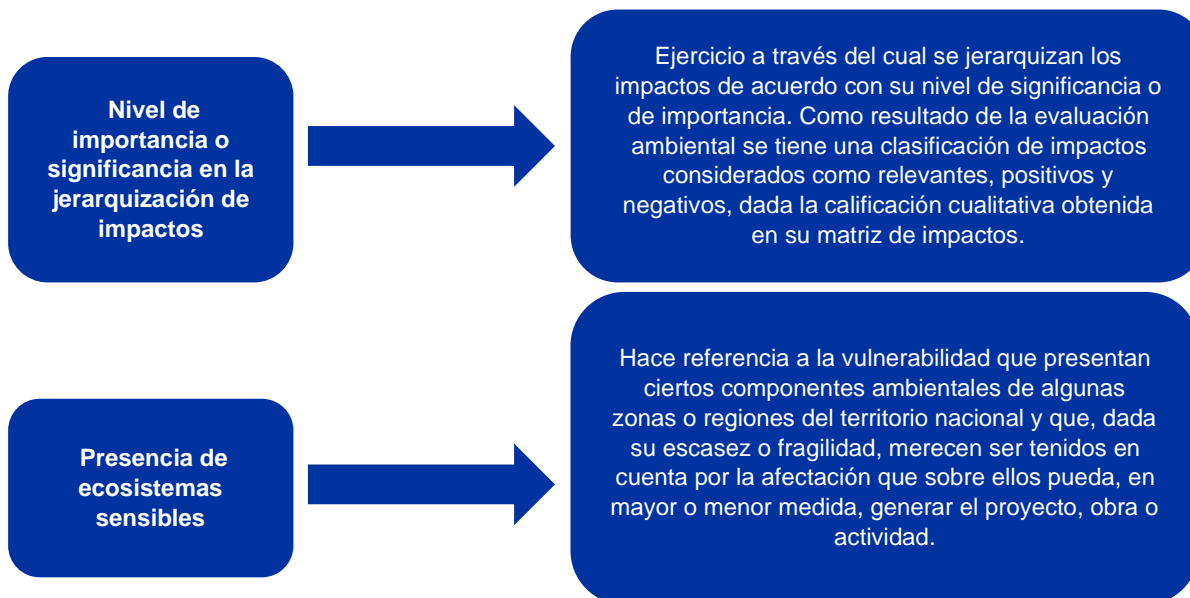 Nivel de
importancia o
significancia en la
jerarquización de
impactos
Ejercicio a través del cual se jerarquizan los
impactos de acuerdo con su nivel de significancia o
de importancia. Como resultado de la evaluación
ambiental se tiene una clasificación de impactos
considerados como relevantes, positivos y
negativos, dada la calificación cualitativa obtenida
en su matriz de impactos.
Presencia de
ecosistemas
sensibles
Hace referencia a la vulnerabilidad que presentan
ciertos componentes ambientales de algunas
zonas o regiones del territorio nacional y que, dada
su escasez o fragilidad, merecen ser tenidos en
cuenta por la afectación que sobre ellos pueda, en
mayor o menor medida, generar el proyecto, obra o
actividad.